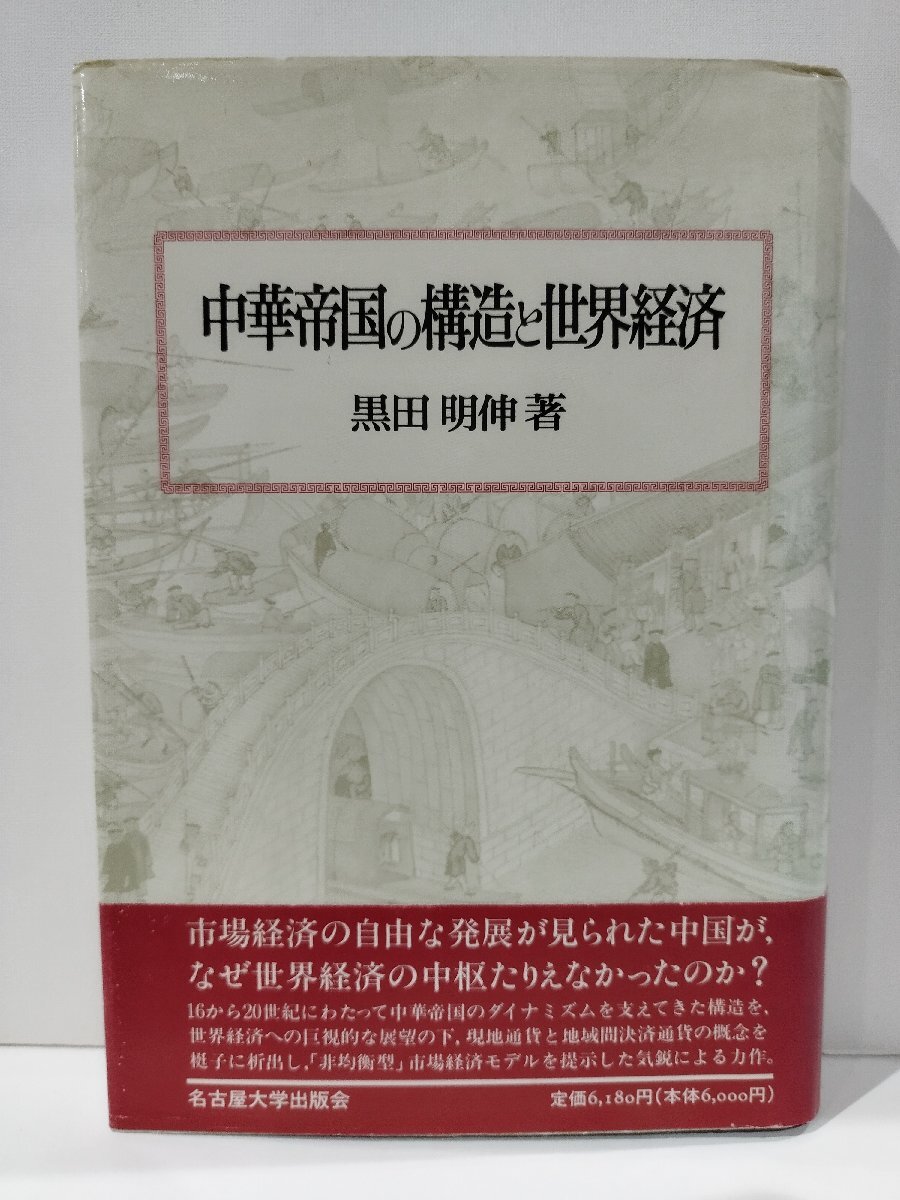 中華帝国の構造と世界経済
黒田 明伸 著
市場経済の自由な発展が見られた中国が,
なぜ世界経済の中枢たりえなかったのか?
16から20世紀にわたって中華帝国のダイナミズムを支えてきた構造を,
世界経済への巨視的な展望の下,現地通貨と地域間決済通貨の概念を
梃子に析出し,「非均衡型」市場経済モデルを提示した気鋭による力作。
名古屋大学出版会 定価6,180円(本体6,000円)